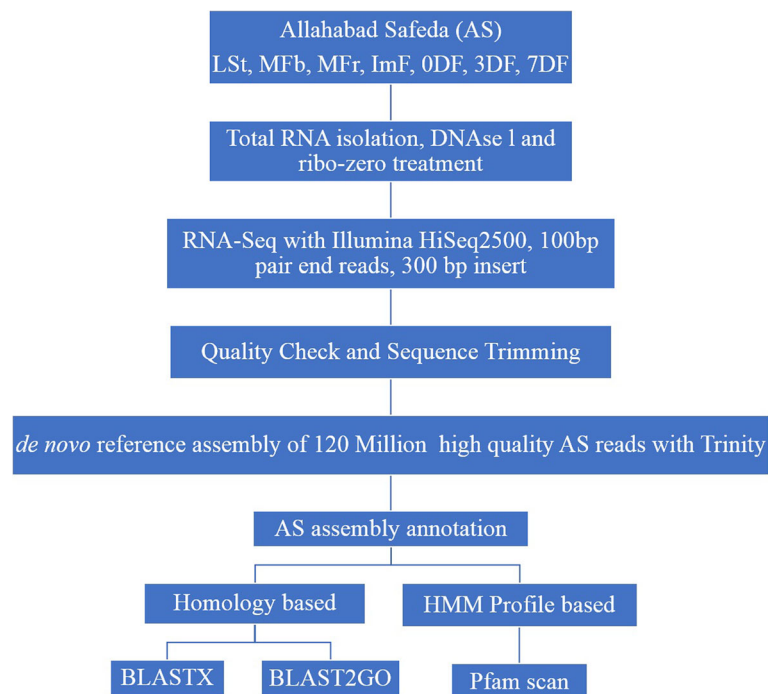 Allahabad Safeda (AS)
LSt, MFb, MFr, ImF, 0DF, 3DF, 7DF
Total RNA isolation, DNAse l and
ribo-zero treatment
RNA-Seq with Illumina HiSeq2500, 100bp
pair end reads, 300 bp insert
Quality Check and Sequence Trimming
de novo reference assembly of 120 Million high quality AS reads with Trinity
AS assembly annotation
Homology based
HMM Profile based
BLASTX
BLAST2GO
Pfam scan